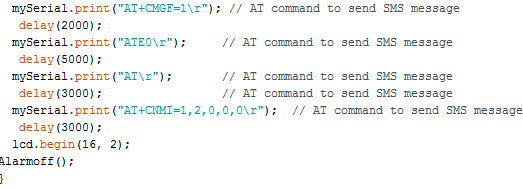 mySerial.print("AT+CMGF=1\r"); // AT command to send SMS message
delay(2000);
mySerial.print("ATE0\r"); // AT command to send SMS message
delay(5000);
mySerial.print("AT\r"); // AT command to send SMS message
delay(3000); // AT command to send SMS message
mySerial.print("AT+CNMI=1,2,0,0,0\r"); // AT command to send SMS message
delay(3000);
lcd.begin(16, 2);
Alarmoff();
}